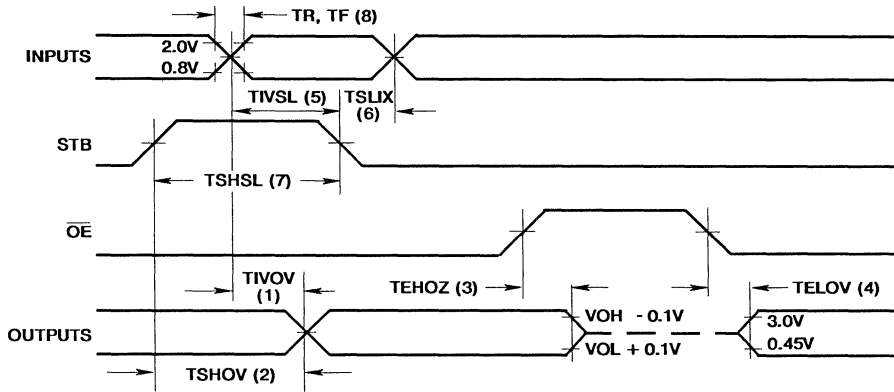 TR, TF (8)
INPUTS
2.0V
0.8V
TIVSL (5)
TSLIX
(6)
STB
TSHSL (7)
OE
TIVOV
(1)
TEHOZ (3)
TELOV (4)
OUTPUTS
VOH - 0.1V
VOL + 0.1V
3.0V
0.45V
TSHOV (2)